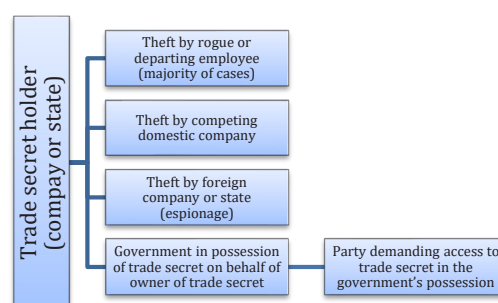 Trade secret holder
(compay or state)
Theft by rogue or
departing employee
(majority of cases)
Theft by competing
domestic company
Theft by foreign
company or state
(espionage)
Government in possession
of trade secret on behalf of
owner of trade secret
Party demanding access to
trade secret in the
government's possession